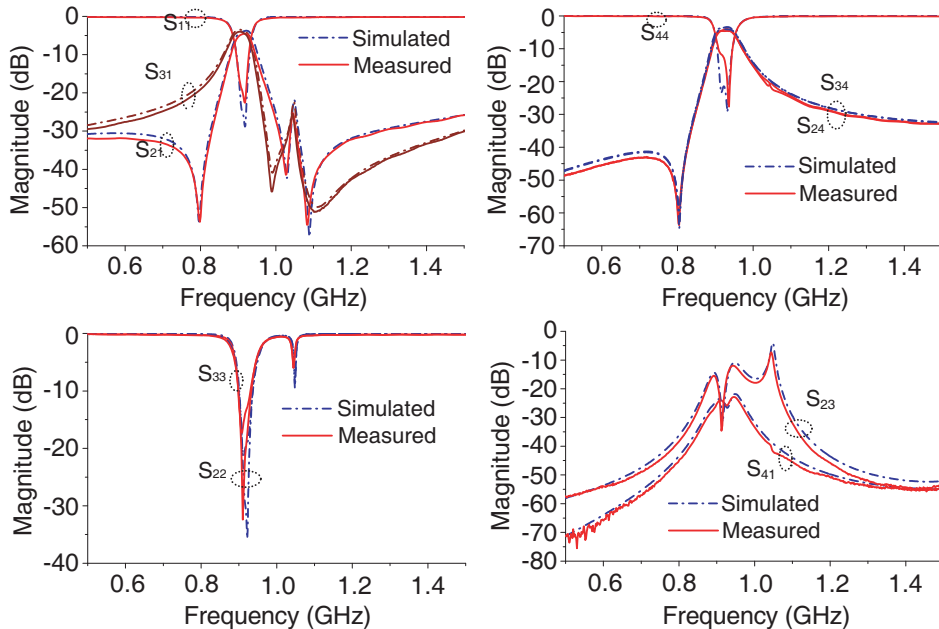 0
-10
-20
-30
-40
-50
-60
Magnitude (dB)
S11
S31
S21
Simulated
Measured
0.6 0.8 1.0 1.2 1.4
Frequency (GHz)
0
-10
-20
-30
-40
-50
-60
-70
Magnitude (dB)
S44
S34
S24
Simulated
Measured
0.6 0.8 1.0 1.2 1.4
Frequency (GHz)
0
-10
-20
-30
-40
Magnitude (dB)
S33
S22
Simulated
Measured
0.6 0.8 1.0 1.2 1.4
Frequency (GHz)
0
-10
-20
-30
-40
-50
-60
-70
-80
Magnitude (dB)
S23
S41
Simulated
Measured
0.6 0.8 1.0 1.2 1.4
Frequency (GHz)